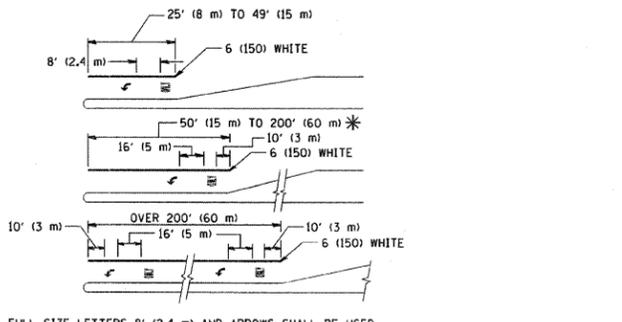 25' (8 m) TO 49' (15 m)
6 (150) WHITE
8' (2.4 m)
50' (15 m) TO 200' (60 m) *
16' (5 m)
10' (3 m)
6 (150) WHITE
OVER 200' (60 m)
10' (3 m)
10' (3 m)
16' (5 m)
6 (150) WHITE
FULL SIZE LETTERS 8' (2.4 m) AND ARROWS SHALL BE USED